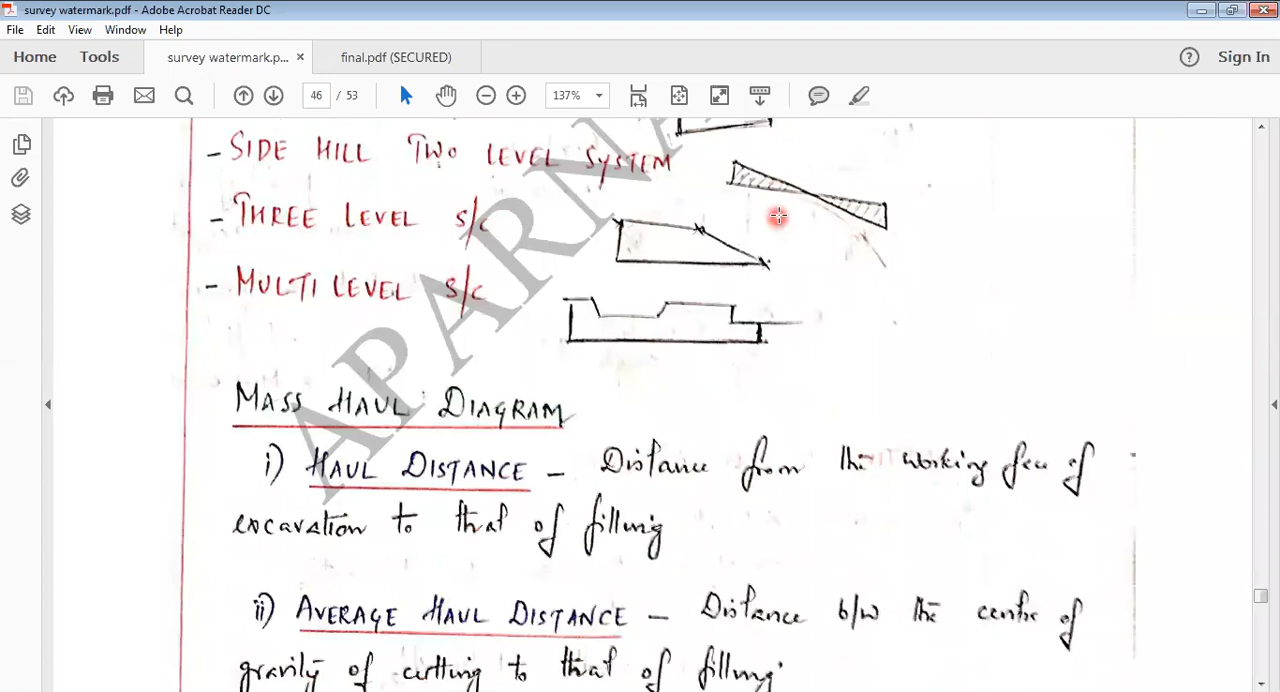 survey watermark.pdf - Adobe Acrobat Reader DC
File Edit View Window Help
Home Tools survey watermark.p... × final.pdf (SECURED) Sign In
46 / 53 137%
- SIDE HILL TWO LEVEL SYSTEM
- THREE LEVEL S/C
- MULTI LEVEL S/C
APARNA
MASS HAUL DIAGRAM
i) HAUL DISTANCE - Distance from the working face of
excavation to that of filling
ii) AVERAGE HAUL DISTANCE - Distance b/w the centre of
gravity of cutting to that of filling.